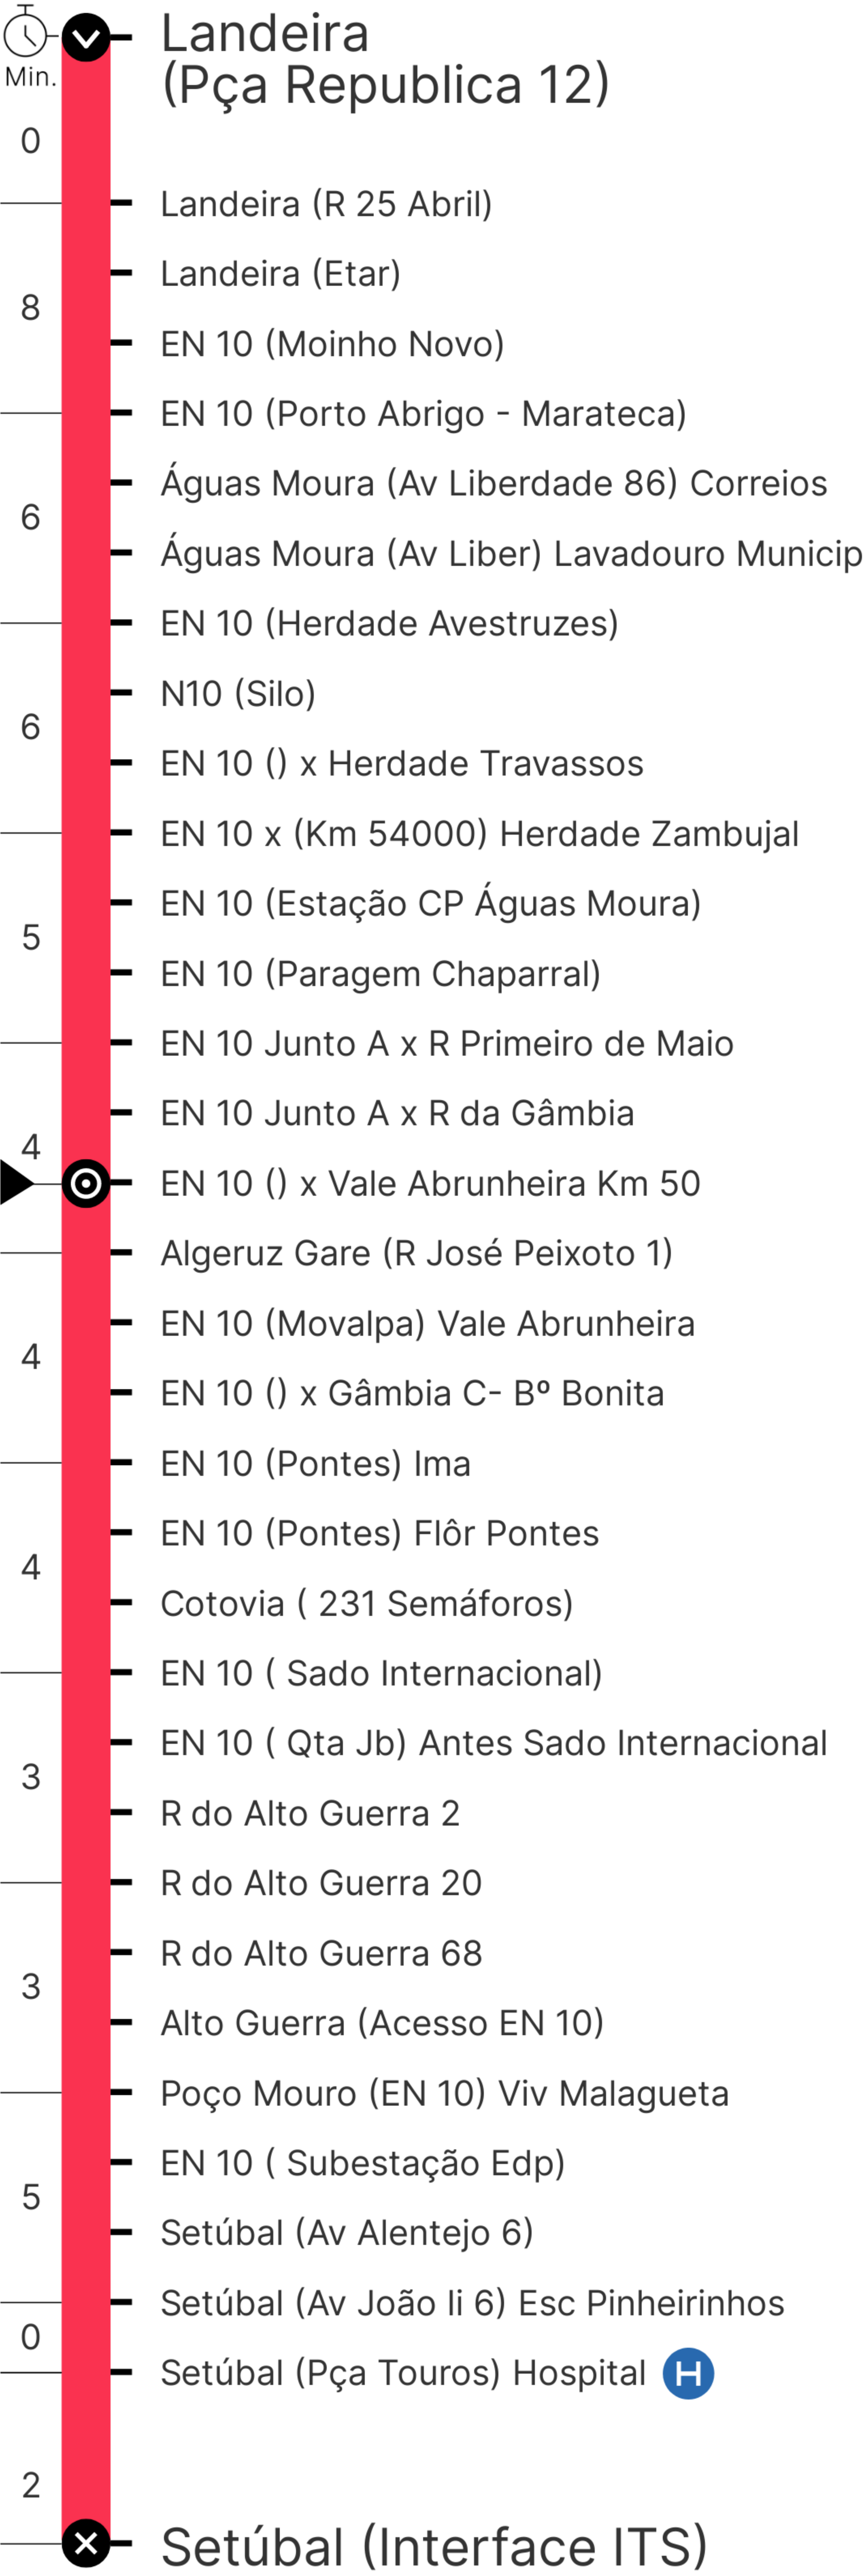 Landeira
Min.
(Pça Republica 12)
0
Landeira (R 25 Abril)
Landeira (Etar)
8
EN 10 (Moinho Novo)
EN 10 (Porto Abrigo - Marateca)
Águas Moura (Av Liberdade 86) Correios
6
Águas Moura (Av Liber) Lavadouro Municip
EN 10 (Herdade Avestruzes)
N10 (Silo)
6
EN 10 () x Herdade Travassos
EN 10 x (Km 54000) Herdade Zambujal
EN 10 (Estação CP Águas Moura)
5
EN 10 (Paragem Chaparral)
EN 10 Junto A x R Primeiro de Maio
EN 10 Junto A x R da Gâmbia
4
EN 10 () x Vale Abrunheira Km 50
Algeruz Gare (R José Peixoto 1)
EN 10 (Movalpa) Vale Abrunheira
4
EN 10 () x Gâmbia C- Bº Bonita
EN 10 (Pontes) Ima
EN 10 (Pontes) Flôr Pontes
4
Cotovia ( 231 Semáforos)
EN 10 ( Sado Internacional)
EN 10 ( Qta Jb) Antes Sado Internacional
3
R do Alto Guerra 2
R do Alto Guerra 20
R do Alto Guerra 68
3
Alto Guerra (Acesso EN 10)
Poço Mouro (EN 10) Viv Malagueta
EN 10 ( Subestação Edp)
5
Setúbal (Av Alentejo 6)
Setúbal (Av João Ii 6) Esc Pinheirinhos
0
Setúbal (Pça Touros) Hospital H
2
Setúbal (Interface ITS)